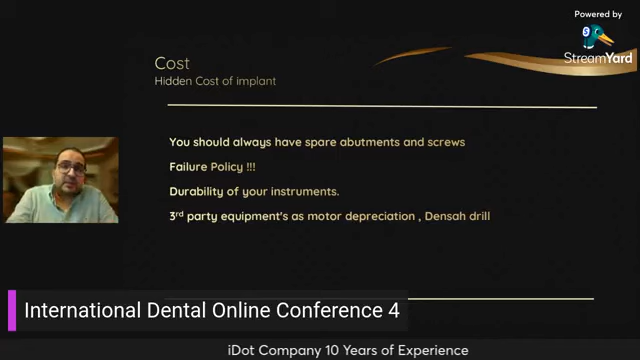 Powered by
StreamYard
Cost
Hidden Cost of implant
You should always have spare abutments and screws
Failure Policy !!!
Durability of your instruments.
3rd party equipment's as motor depreciation , Densah drill
International Dental Online Conference 4
iDot Company 10 Years of Experience